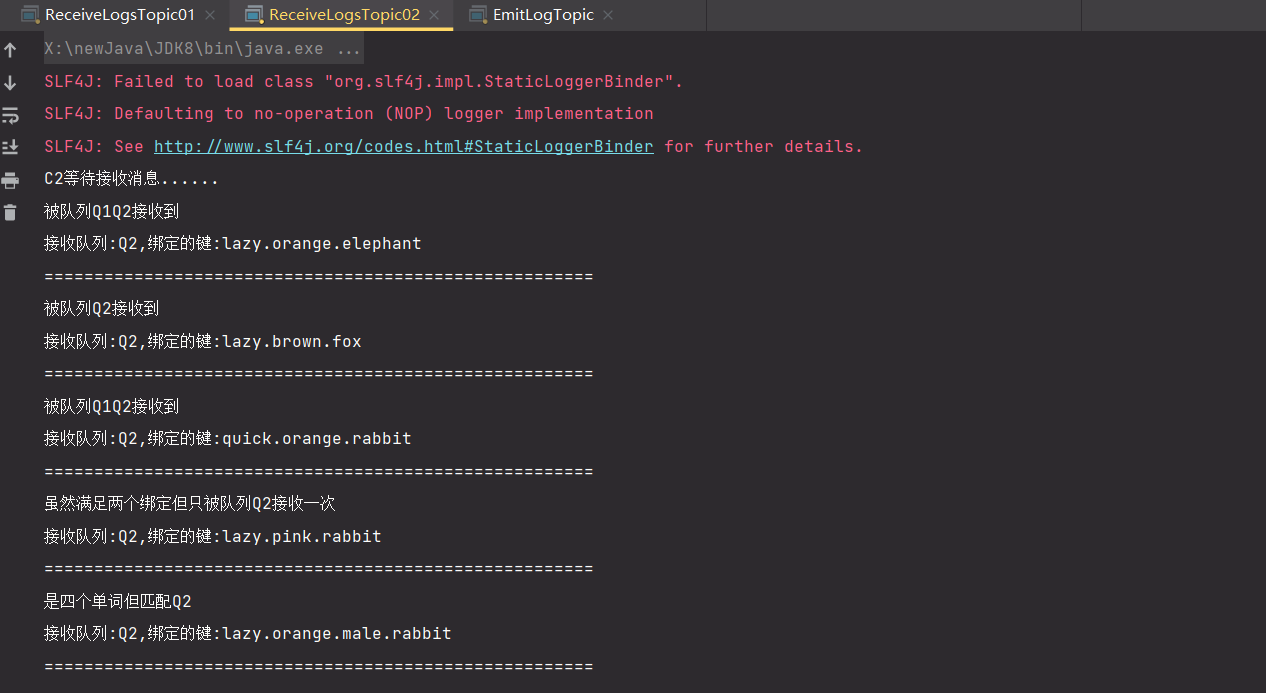 ReceiveLogsTopic01 ReceiveLogsTopic02 EmitLogTopic
X:\newJava\JDK8\bin\java.exe ...
SLF4J: Failed to load class "org.slf4j.impl.StaticLoggerBinder".
SLF4J: Defaulting to no-operation (NOP) logger implementation
SLF4J: See http://www.slf4j.org/codes.html#StaticLoggerBinder for further details.
C2等待接收消息......
被队列Q1Q2接收到
接收队列:Q2,绑定的键:lazy.orange.elephant
=======================================================
被队列Q2接收到
接收队列:Q2,绑定的键:lazy.brown.fox
=======================================================
被队列Q1Q2接收到
接收队列:Q2,绑定的键:quick.orange.rabbit
=======================================================
虽然满足两个绑定但只被队列Q2接收一次
接收队列:Q2,绑定的键:lazy.pink.rabbit
=======================================================
是四个单词但匹配Q2
接收队列:Q2,绑定的键:lazy.orange.male.rabbit
=======================================================